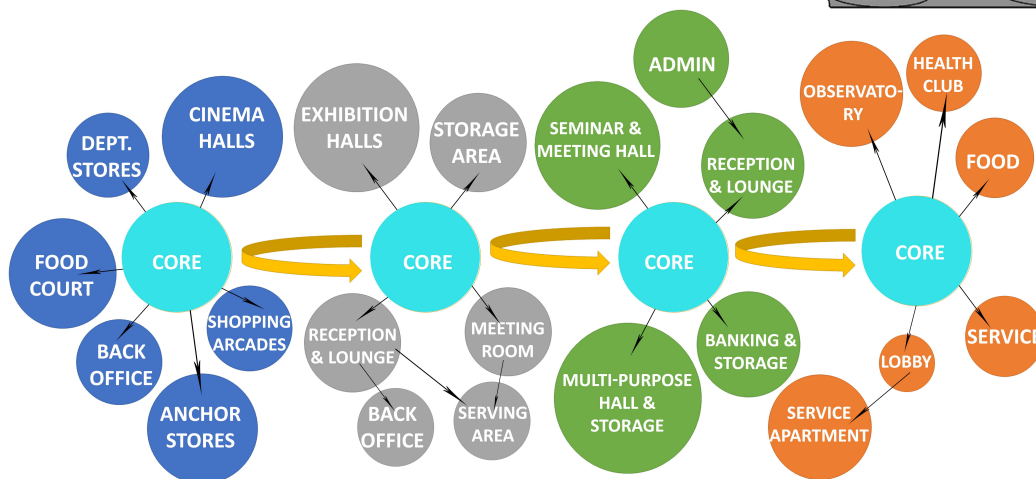 CINEMA
HALLS
DEPT.
STORES
CORE
FOOD
COURT
SHOPPING
ARCADES
BACK
OFFICE
ANCHOR
STORES
EXHIBITION
HALLS
STORAGE
AREA
CORE
RECEPTION
& LOUNGE
MEETING
ROOM
BACK
OFFICE
SERVING
AREA
ADMIN
SEMINAR &
MEETING HALL
RECEPTION
& LOUNGE
CORE
BANKING &
STORAGE
MULTI-PURPOSE
HALL &
STORAGE
HEALTH
CLUB
OBSERVATO-
RY
FOOD
CORE
SERVICE
LOBBY
SERVICE
APARTMENT